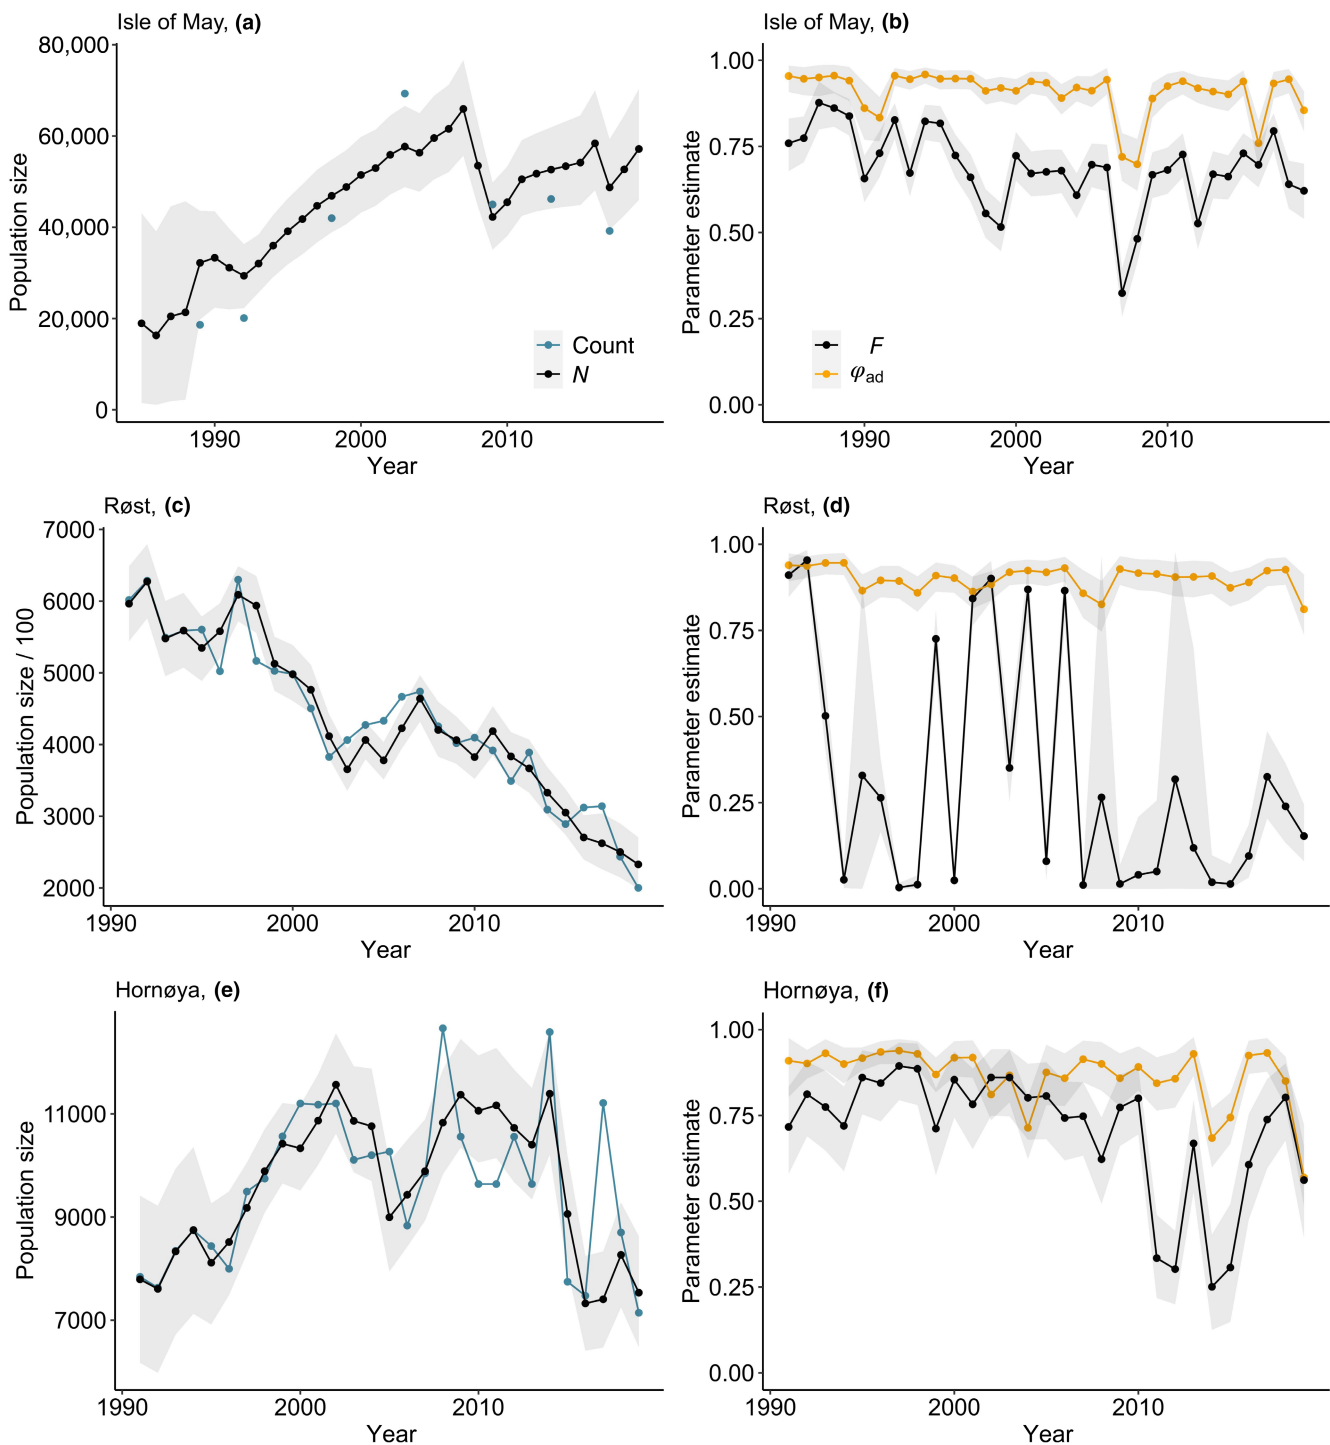 Isle of May, (a)
80,000
60,000
40,000
20,000
0
Population size
Count
N
1990
2000
2010
Year
Isle of May, (b)
1.00
0.75
0.50
0.25
0.00
Parameter estimate
F
φad
1990
2000
2010
Year
Røst, (c)
7000
6000
5000
4000
3000
2000
Population size / 100
1990
2000
2010
Year
Røst, (d)
1.00
0.75
0.50
0.25
0.00
Parameter estimate
1990
2000
2010
Year
Hornøya, (e)
11000
9000
7000
Population size
1990
2000
2010
Year
Hornøya, (f)
1.00
0.75
0.50
0.25
0.00
Parameter estimate
1990
2000
2010
Year